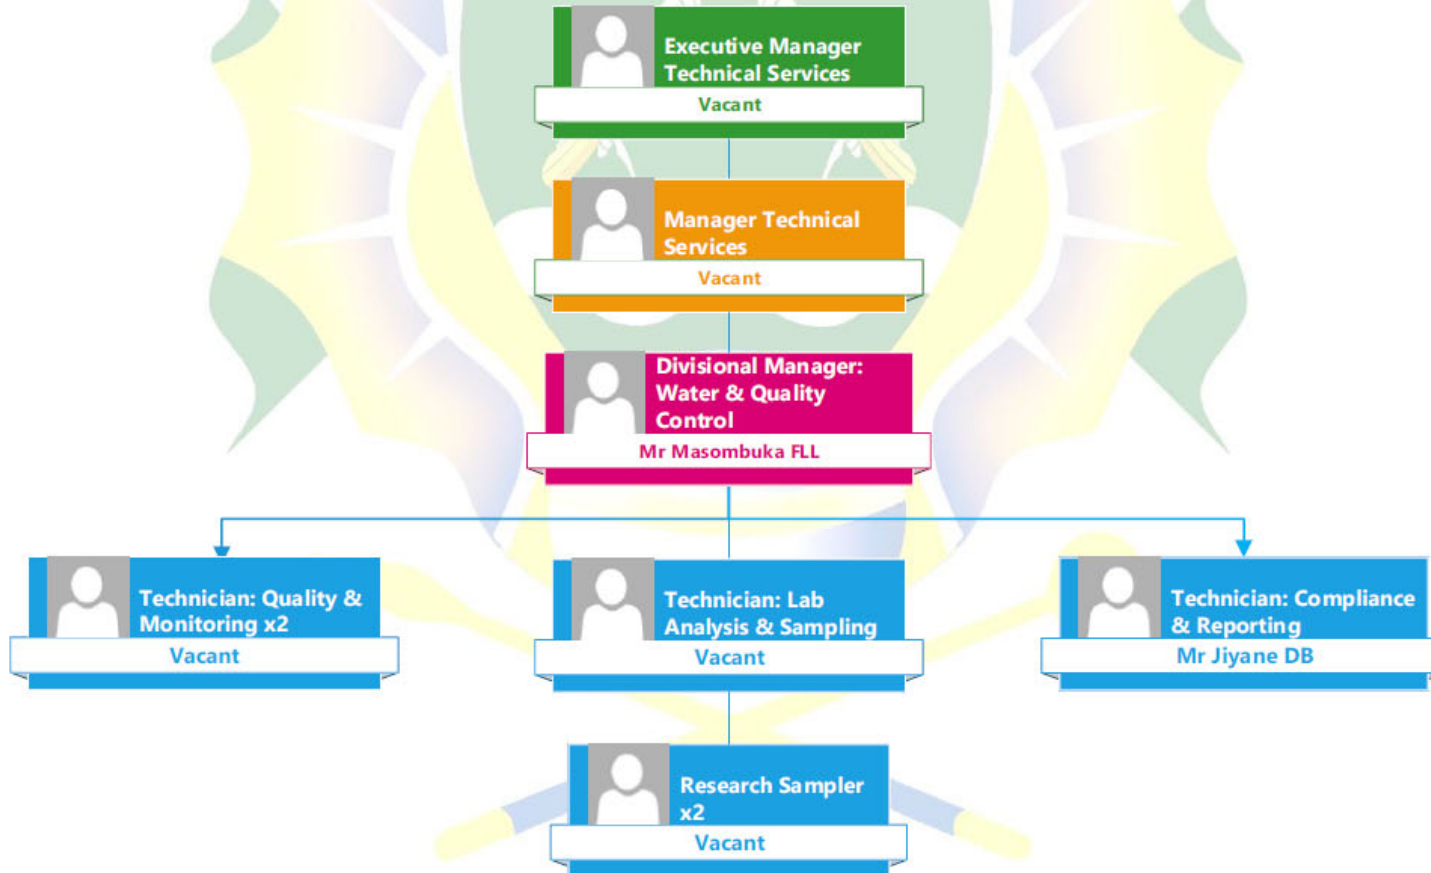 Executive Manager
Technical Services
Vacant
Manager Technical
Services
Vacant
Divisional Manager:
Water & Quality
Control
Mr Masombuka FLL
Technician: Quality &
Monitoring x2
Vacant
Technician: Lab
Analysis & Sampling
Vacant
Technician: Compliance
& Reporting
Mr Jiyane DB
Research Sampler
x2
Vacant